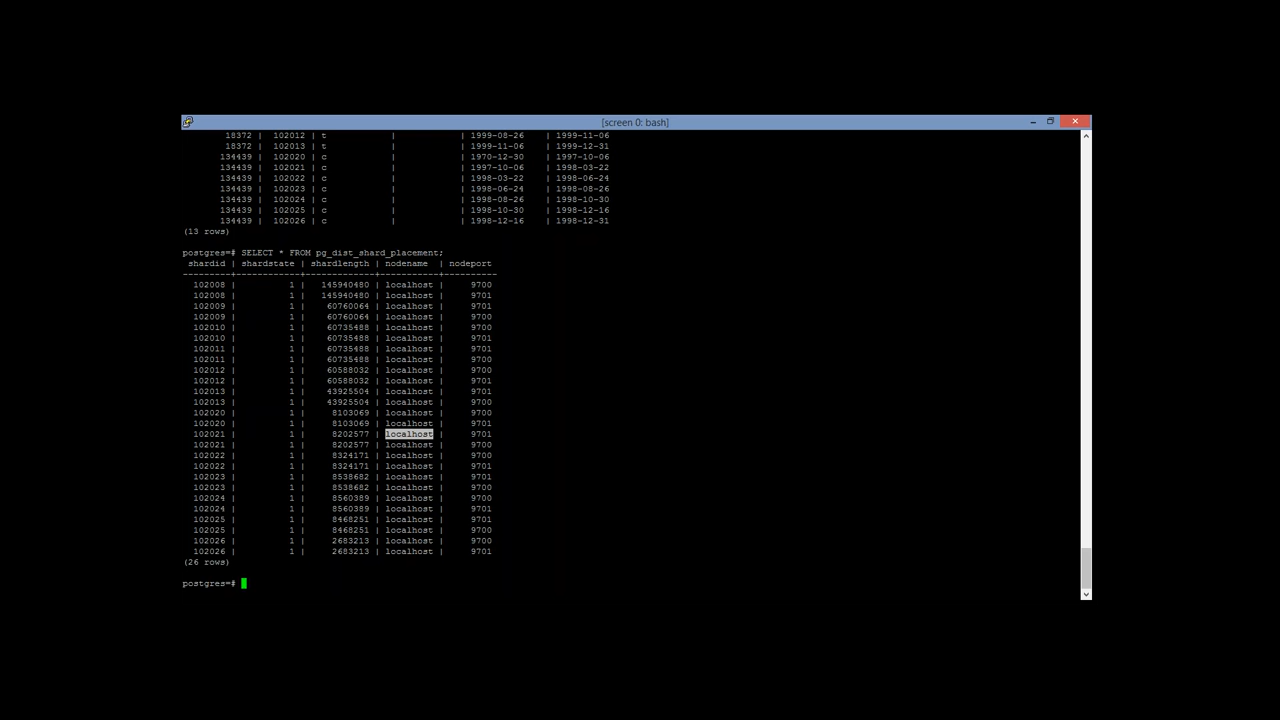 [screen 0: bash]
18372 | 102012 | t | | 1999-08-26 | 1999-11-06
18372 | 102013 | t | | 1999-11-06 | 1999-12-31
134439 | 102020 | c | | 1970-12-30 | 1997-10-06
134439 | 102021 | c | | 1997-10-06 | 1998-03-22
134439 | 102022 | c | | 1998-03-22 | 1998-06-24
134439 | 102023 | c | | 1998-06-24 | 1998-08-26
134439 | 102024 | c | | 1998-08-26 | 1998-10-30
134439 | 102025 | c | | 1998-10-30 | 1998-12-16
134439 | 102026 | c | | 1998-12-16 | 1998-12-31
(13 rows)
postgres=# SELECT * FROM pg_dist_shard_placement;
shardid | shardstate | shardlength | nodename | nodeport
---------+------------+-------------+-----------+----------
102008 | 1 | 145940480 | localhost | 9700
102008 | 1 | 145940480 | localhost | 9701
102009 | 1 | 60760064 | localhost | 9701
102009 | 1 | 60760064 | localhost | 9700
102010 | 1 | 60735488 | localhost | 9700
102010 | 1 | 60735488 | localhost | 9701
102011 | 1 | 60735488 | localhost | 9701
102011 | 1 | 60735488 | localhost | 9700
102012 | 1 | 60588032 | localhost | 9700
102012 | 1 | 60588032 | localhost | 9701
102013 | 1 | 43925504 | localhost | 9701
102013 | 1 | 43925504 | localhost | 9700
102020 | 1 | 8103069 | localhost | 9700
102020 | 1 | 8103069 | localhost | 9701
102021 | 1 | 8202577 | localhost | 9701
102021 | 1 | 8202577 | localhost | 9700
102022 | 1 | 8324171 | localhost | 9700
102022 | 1 | 8324171 | localhost | 9701
102023 | 1 | 8538682 | localhost | 9701
102023 | 1 | 8538682 | localhost | 9700
102024 | 1 | 8560389 | localhost | 9700
102024 | 1 | 8560389 | localhost | 9701
102025 | 1 | 8468251 | localhost | 9701
102025 | 1 | 8468251 | localhost | 9700
102026 | 1 | 2683213 | localhost | 9700
102026 | 1 | 2683213 | localhost | 9701
(26 rows)
postgres=#